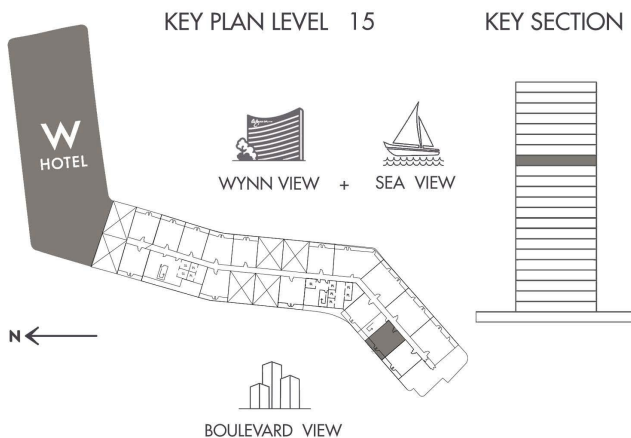 KEY PLAN LEVEL 15
KEY SECTION
W
HOTEL
WYNN VIEW + SEA VIEW
N
BOULEVARD VIEW